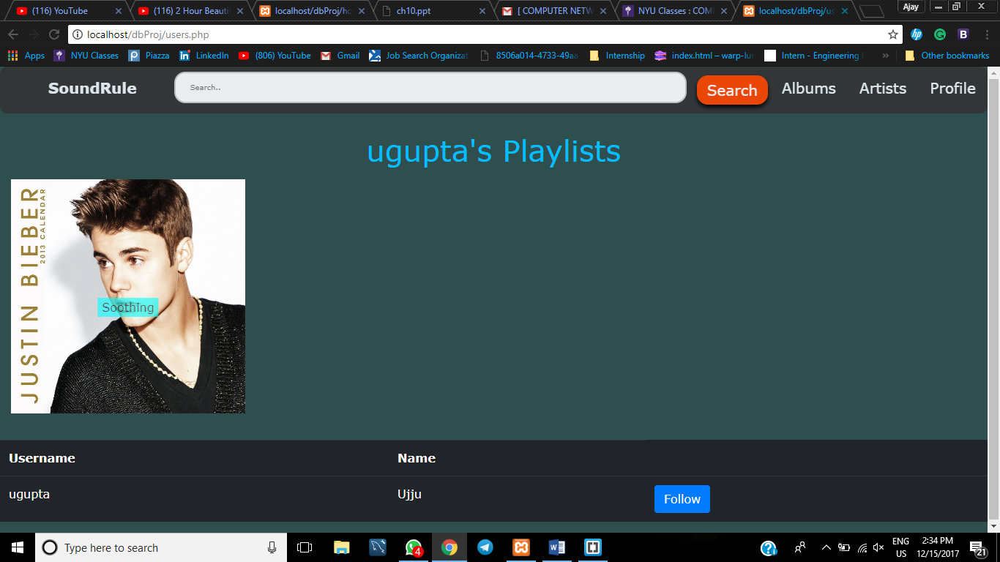 (116) YouTube
(116) 2 Hour Beauti
localhost/dbProj/ho
ch10.ppt
[ COMPUTER NETW
NYU Classes : COM
localhost/dbProj/us
Ajay
localhost/dbProj/users.php
Apps
NYU Classes
Piazza
LinkedIn
(806) YouTube
Gmail
Job Search Organizat
8506a014-4733-49aa
Internship
index.html – warp-lur
Intern - Engineering
»
Other bookmarks
SoundRule
Search..
Search
Albums
Artists
Profile
ugupta's Playlists
JUSTIN BIEBER
2013 CALENDAR
Soothing
Username
Name
ugupta
Ujju
Follow
Type here to search
4
ENG
US
2:34 PM
12/15/2017
21